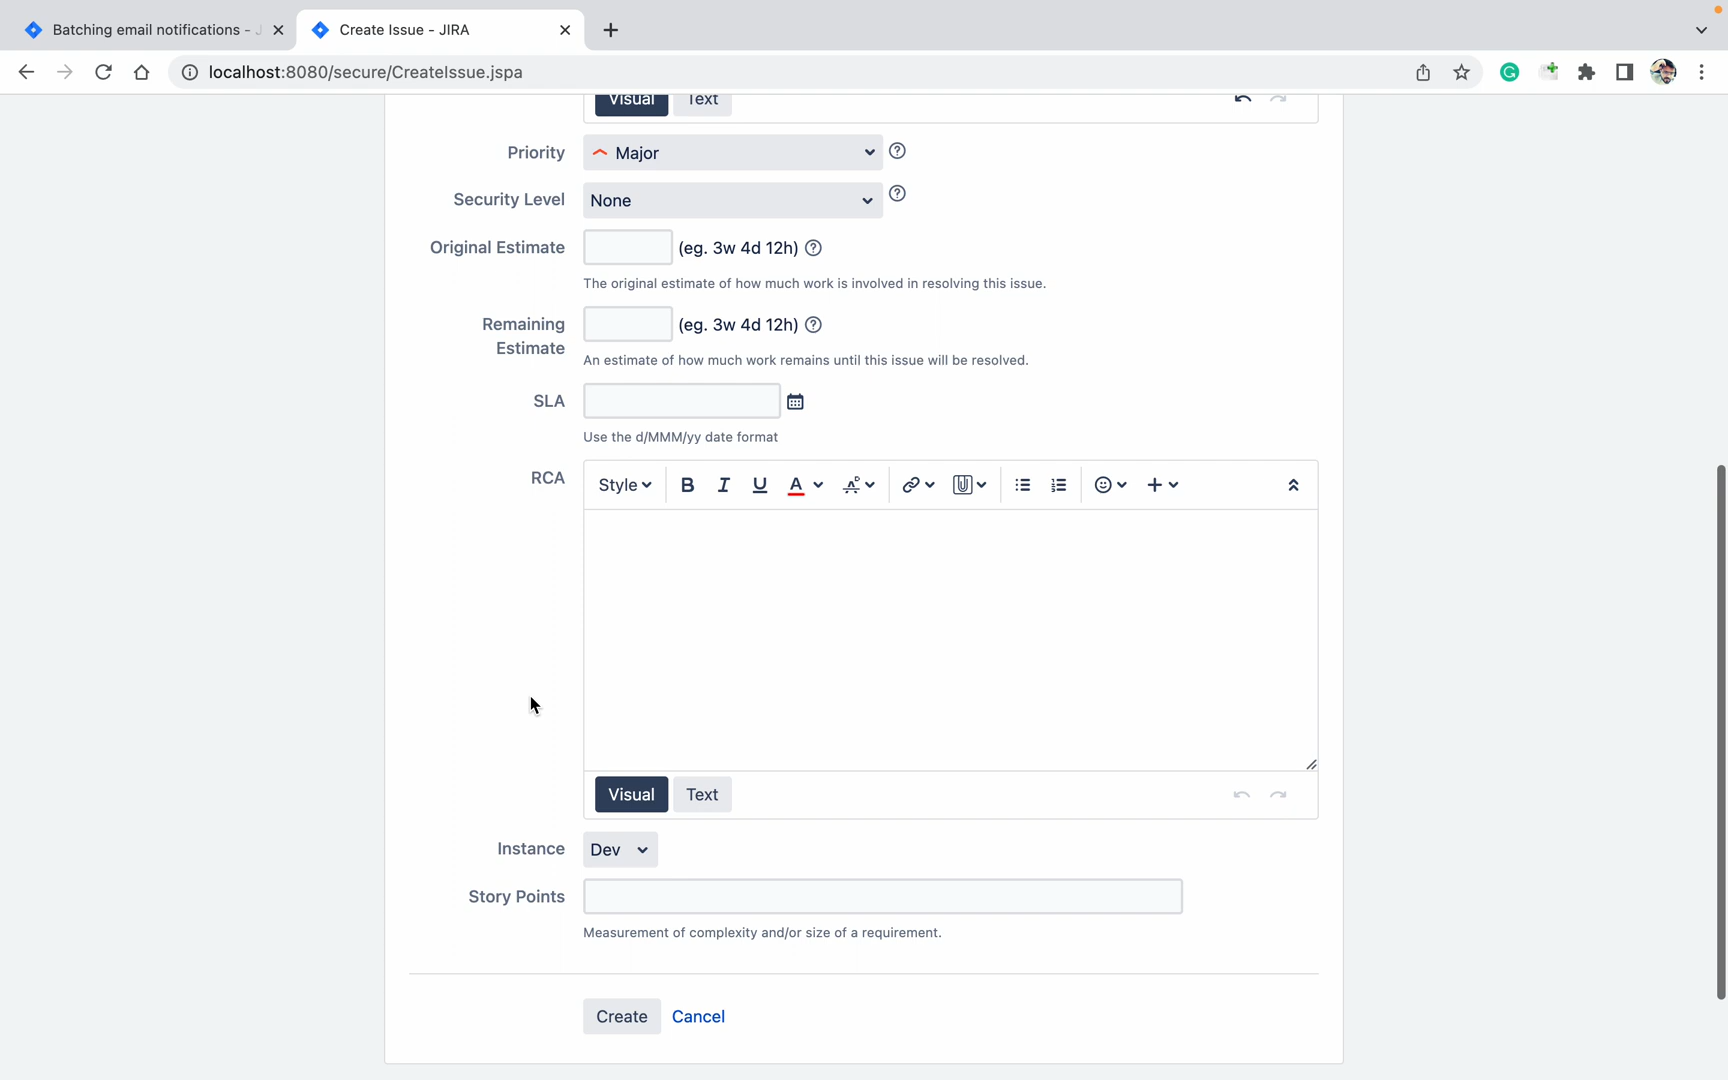 Batching email notifications - J
Create Issue - JIRA
localhost:8080/secure/CreateIssue.jspa
Visual Text
Priority Major
Security Level None
Original Estimate (eg. 3w 4d 12h)
The original estimate of how much work is involved in resolving this issue.
Remaining Estimate (eg. 3w 4d 12h)
An estimate of how much work remains until this issue will be resolved.
SLA
Use the d/MMM/yy date format
RCA Style B I U A
Visual Text
Instance Dev
Story Points
Measurement of complexity and/or size of a requirement.
Create Cancel